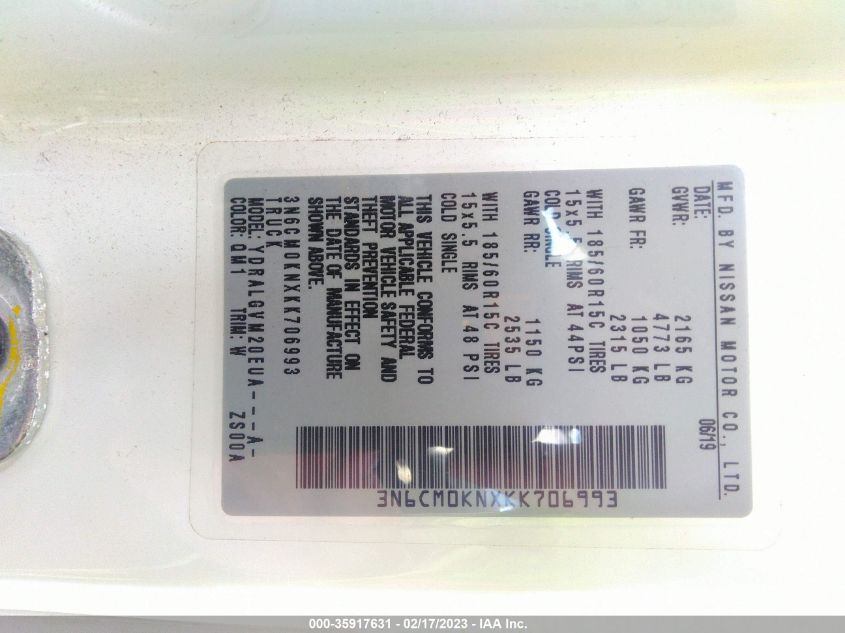 MFD. BY NISSAN MOTOR CO., LTD.
DATE: 06/19
GVWR: 2165 KG
4773 LB
GAWR FR: 1050 KG
2315 LB
WITH 185/60R15C TIRES
15x5. RIMS AT 44PSI
COLD SINGLE
GAWR RR: 1150 KG
2535 LB
WITH 185/60R15C TIRES
15x5.5 RIMS AT 48 PSI
COLD SINGLE
THIS VEHICLE CONFORMS TO
ALL APPLICABLE FEDERAL
MOTOR VEHICLE SAFETY AND
THEFT PREVENTION
STANDARDS IN EFFECT ON
THE DATE OF MANUFACTURE
SHOWN ABOVE.
3N6CM0KNXKK706993
TRUCK
MODEL: YDRALGVM21EUA----A-
COLOR: QM1 TRIM: W ZS00A
3N6CM0KNXKK706993
000-35917631 - 02/17/2023 - IAA Inc.